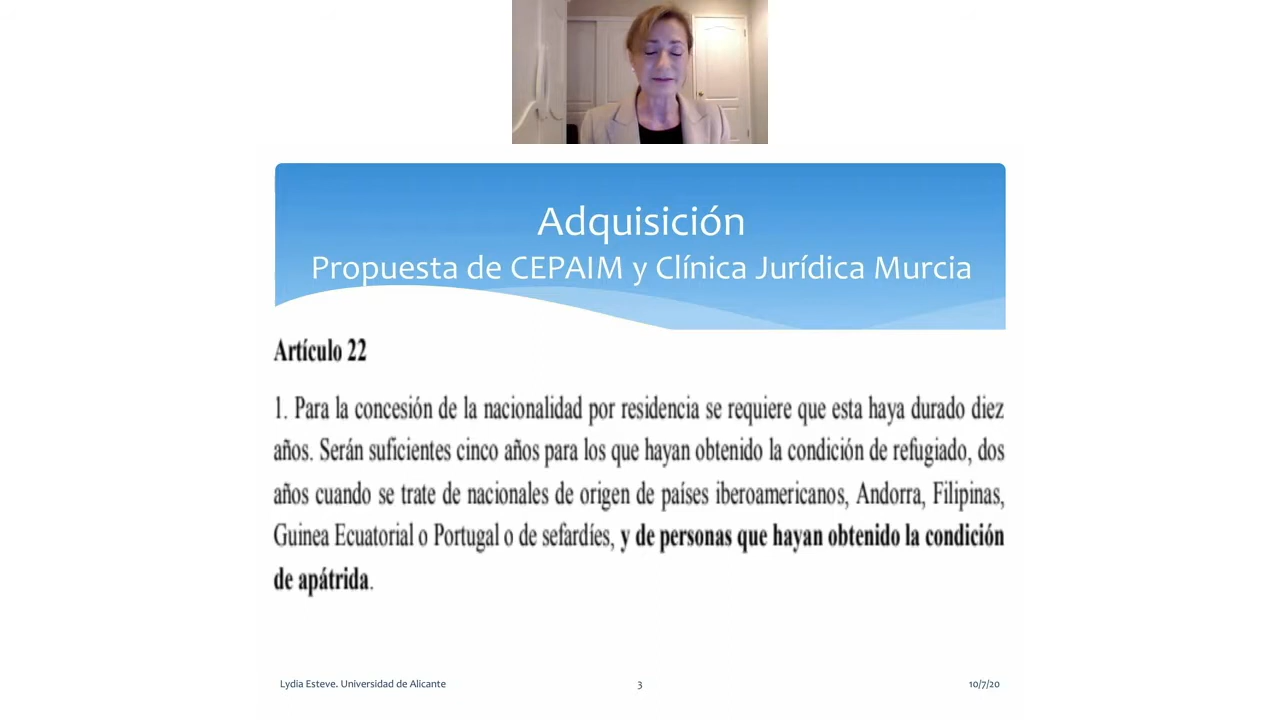 Adquisición
Propuesta de CEPAIM y Clínica Jurídica Murcia
Artículo 22
1. Para la concesión de la nacionalidad por residencia se requiere que esta haya durado diez
años. Serán suficientes cinco años para los que hayan obtenido la condición de refugiado, dos
años cuando se trate de nacionales de origen de países iberoamericanos, Andorra, Filipinas,
Guinea Ecuatorial o Portugal o de sefardíes, y de personas que hayan obtenido la condición
de apátrida.
Lydia Esteve. Universidad de Alicante
3
10/7/20